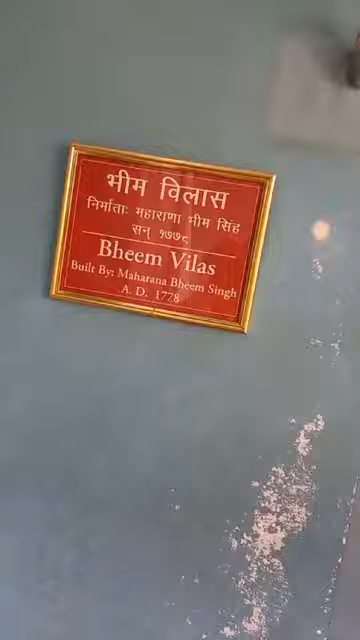 भीम विलास
निर्माताः महाराणा भीम सिंह
सन् १७७८
Bheem Vilas
Built By: Maharana Bheem Singh
A. D. 1778